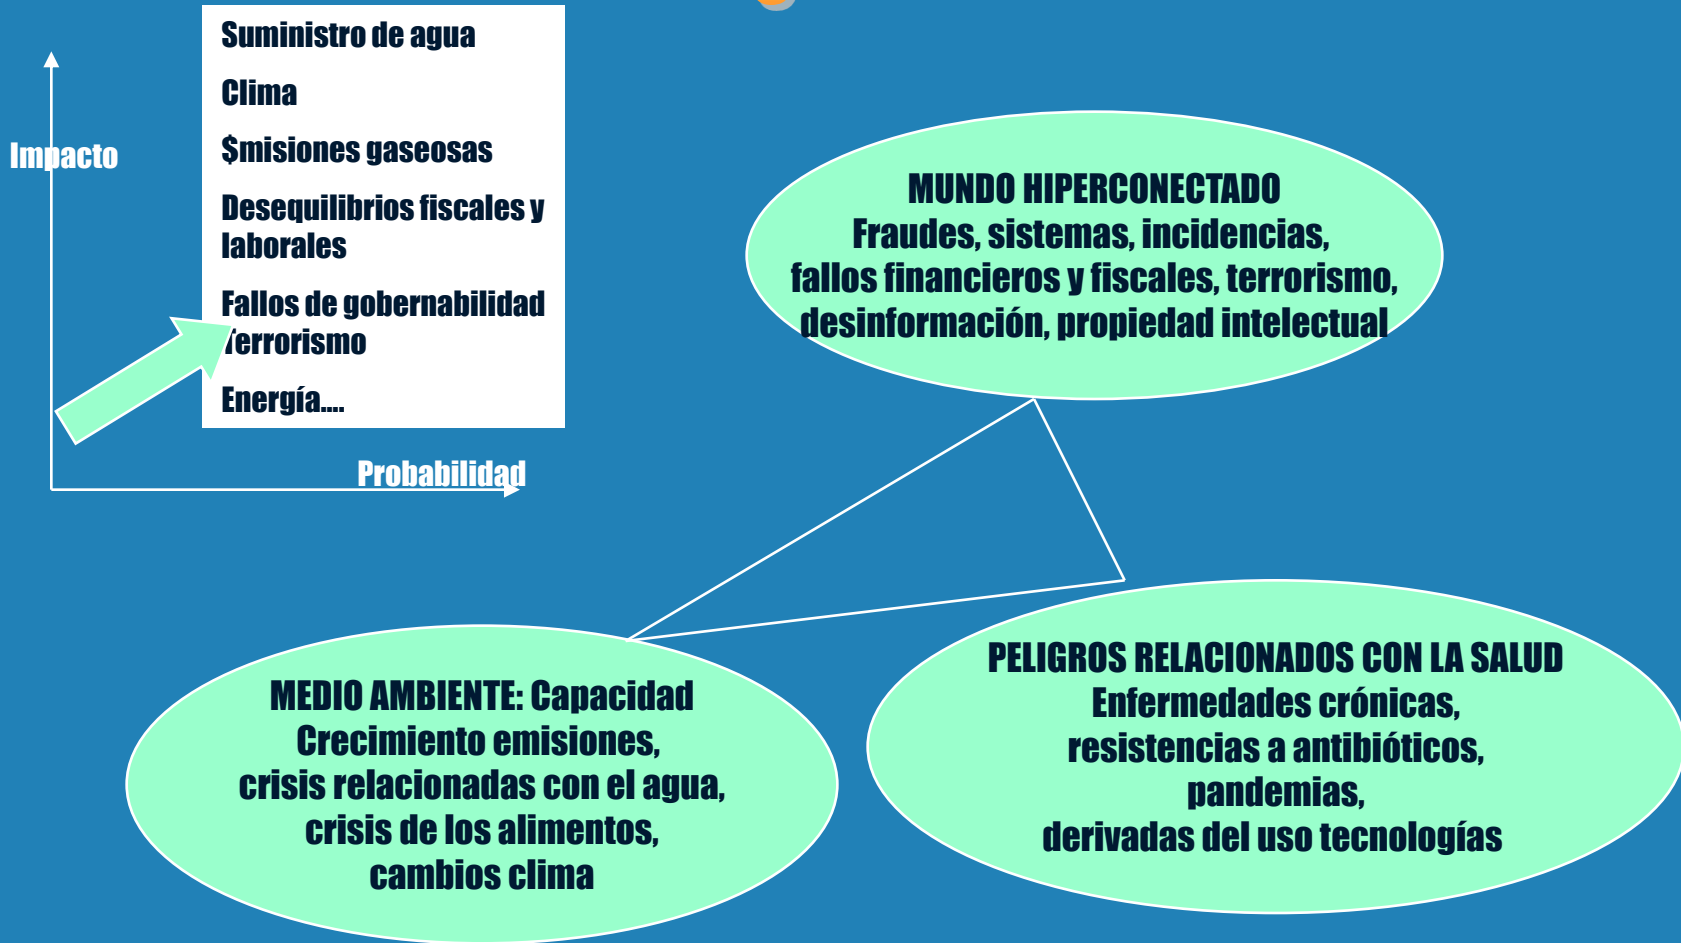 Suministro de agua
Clima
$misiones gaseosas
Desequilibrios fiscales y
laborales
Fallos de gobernabilidad
Terrorismo
Energía....
Impacto
Probabilidad
MUNDO HIPERCONECTADO
Fraudes, sistemas, incidencias,
fallos financieros y fiscales, terrorismo,
desinformación, propiedad intelectual
MEDIO AMBIENTE: Capacidad
Crecimiento emisiones,
crisis relacionadas con el agua,
crisis de los alimentos,
cambios clima
PELIGROS RELACIONADOS CON LA SALUD
Enfermedades crónicas,
resistencias a antibióticos,
pandemias,
derivadas del uso tecnologías